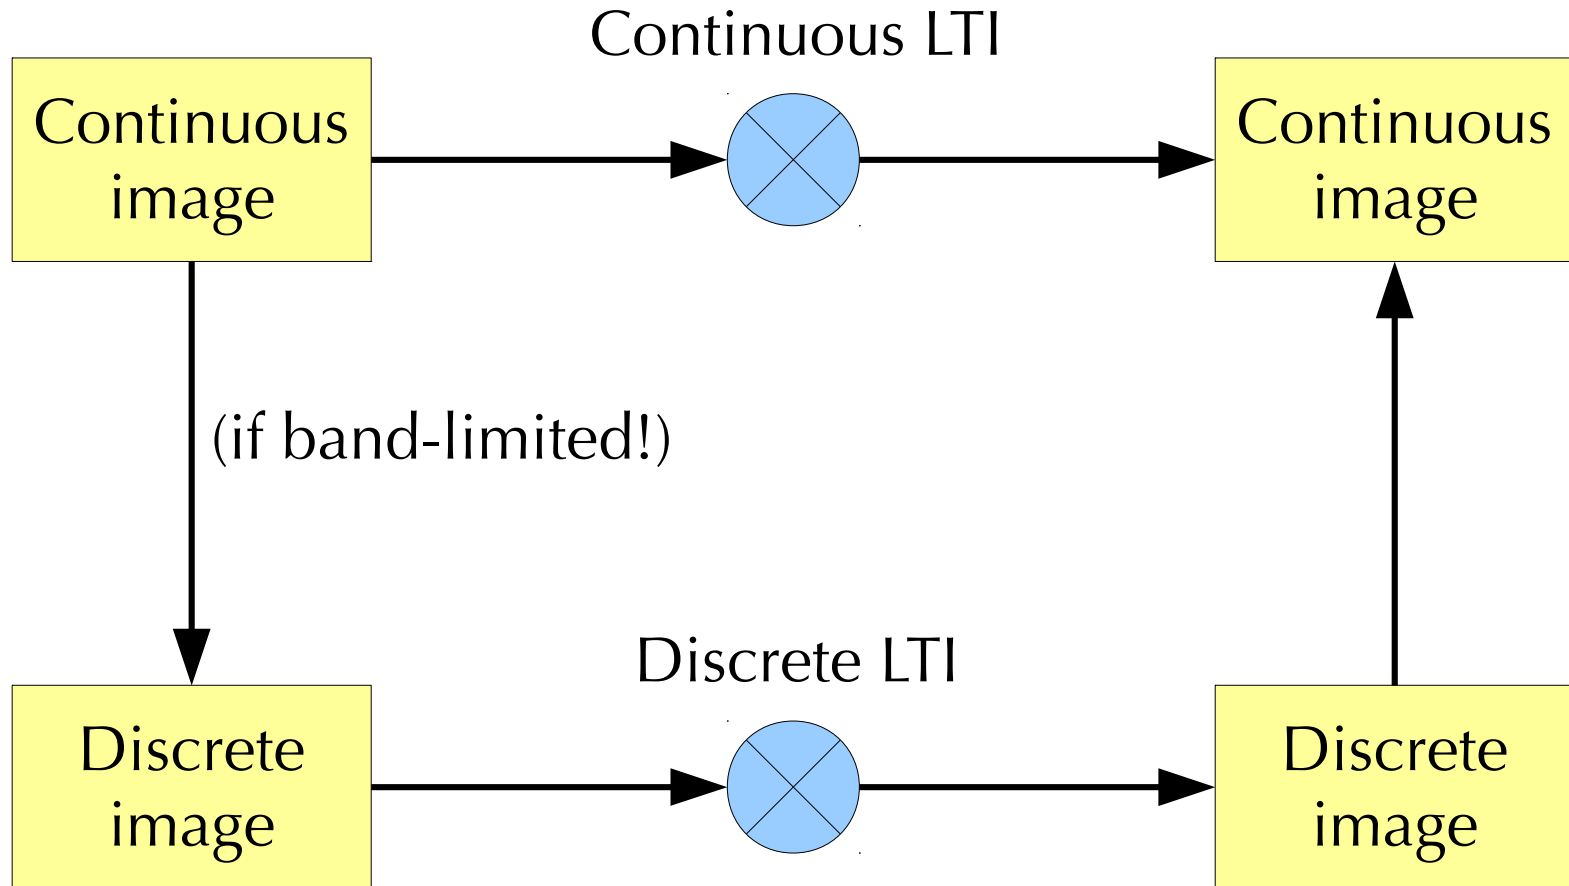 Continuous LTI
Continuous
image
Continuous
image
(if band-limited!)
Discrete LTI
Discrete
image
Discrete
image